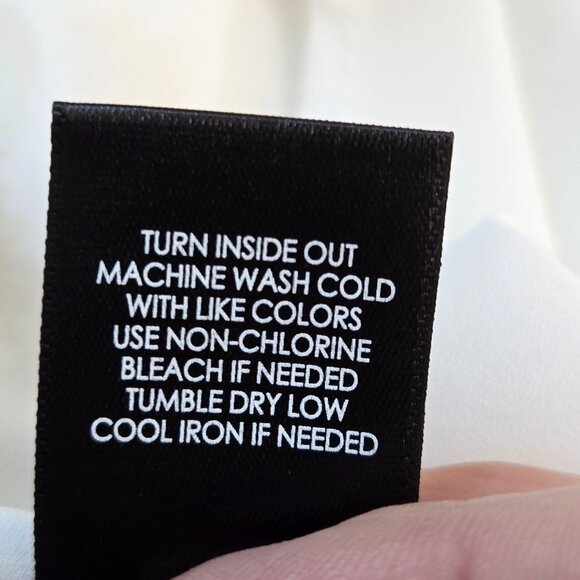 TURN INSIDE OUT
MACHINE WASH COLD
WITH LIKE COLORS
USE NON-CHLORINE
BLEACH IF NEEDED
TUMBLE DRY LOW
COOL IRON IF NEEDED